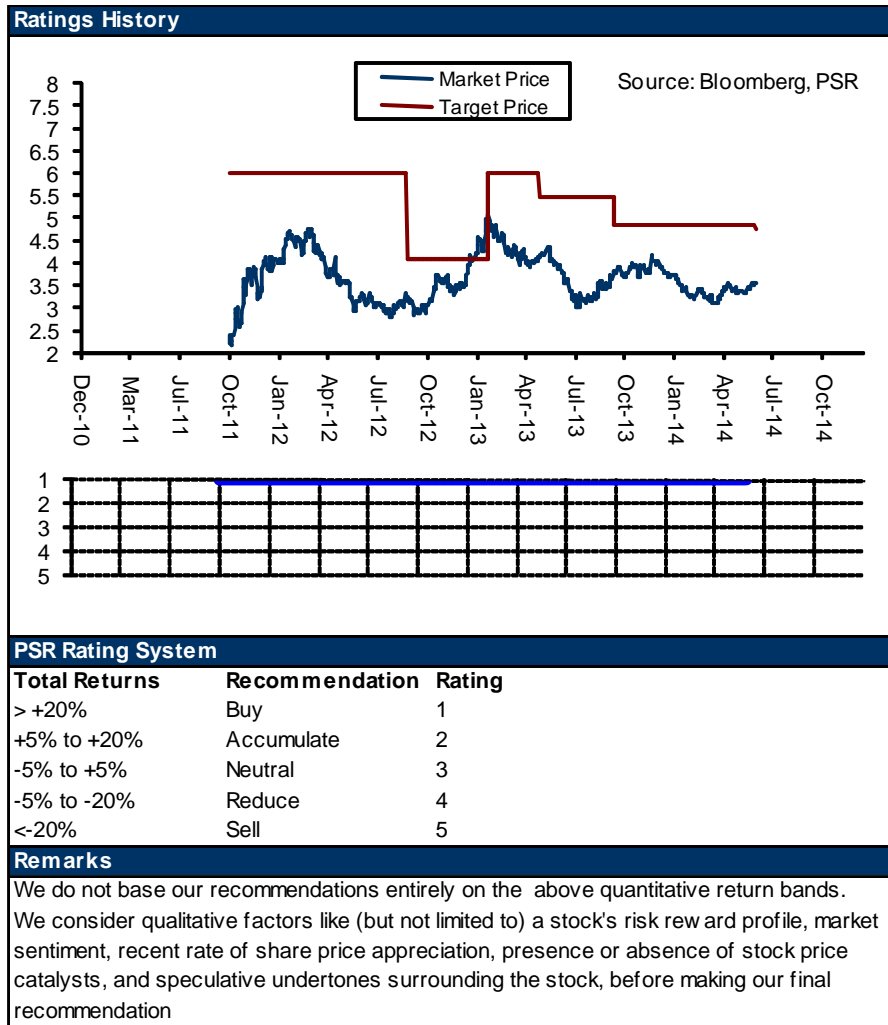 Ratings History
Market Price
Target Price
Source: Bloomberg, PSR
8
7.5
7
6.5
6
5.5
5
4.5
4
3.5
3
2.5
2
Dec-10
Mar-11
Jul-11
Oct-11
Jan-12
Apr-12
Jul-12
Oct-12
Jan-13
Apr-13
Jul-13
Oct-13
Jan-14
Apr-14
Jul-14
Oct-14
1
2
3
4
5
PSR Rating System
Total Returns Recommendation Rating
> +20% Buy 1
+5% to +20% Accumulate 2
-5% to +5% Neutral 3
-5% to -20% Reduce 4
<-20% Sell 5
Remarks
We do not base our recommendations entirely on the above quantitative return bands.
We consider qualitative factors like (but not limited to) a stock's risk reward profile, market
sentiment, recent rate of share price appreciation, presence or absence of stock price
catalysts, and speculative undertones surrounding the stock, before making our final
recommendation